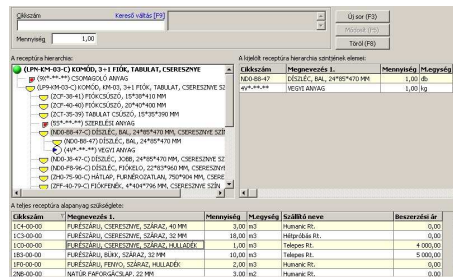 Cikkszám
Kereső váltás [F9]
Új sor (F3)
Módosít (F5)
Töröl (F8)
Mennyiség
1,00
A receptúra hierarchia:
A kijelölt receptúra hierarchia szintjének elemei:
(LPN-KM-03-C) KOMÓD, 3+1 FIÓK, TABULAT, CSERESZNYE
(9X*-**-**) CSOMAGOLÓ ANYAG
(LP9-KM-03-C) KOMÓD, KM-03, 3+1 FIÓK, TABULAT, CSERESZNYE SZ
(ZCF-38-41) FIÓKCSÚSZÓ, 15*38*410 MM
(ZCF-40-40) FIÓKCSÚSZÓ, 20*40*400 MM
(ZCT-35-39) TABULAT CSÚSZÓ, 15*35*390 MM
(5S*-**-**) SZERELÉSI ANYAG
(ND0-B8-47-C) DÍSZLÉC, BAL, 24*85*470 MM, CSERESZNYE SZÍ
(ND0-B8-47) DÍSZLÉC, BAL, 24*85*470 MM
(4V*-**-**) VEGYI ANYAG
(ND0-J8-47-C) DÍSZLÉC, JOBB, 24*85*470 MM, CSERESZNYE SZ
(ND0-F8-96-C) DÍSZLÉC, FIÓKELŐ, 22*83*960 MM, CSERESZNYE
(ZH0-75-90-C) HÁTLAP, FURNÉROZATLAN, 750*904 MM, CSERE
(ZFF-40-79-C) FIÓKFENÉK, 4*404*796 MM, CSERESZNYE SZÍN
Cikkszám Megnevezés 1. Mennyiség M.egység
ND0-B8-47 DÍSZLÉC, BAL, 24*85*470 MM 1,00 db
4V*-**-** VEGYI ANYAG 1,00 kg
A teljes receptúra alapanyag szükséglete:
Cikkszám Megnevezés 1. Mennyiség M.egység Szállító neve Beszerzési ár
1C4-00-00 FŰRÉSZÁRU, CSERESZNYE, SZÁRAZ, 40 MM 3,00 m3 Humanic Rt. 0,00
1C3-00-00 FŰRÉSZÁRU, CSERESZNYE, SZÁRAZ, 32 MM 18,00 m3 Hétpróbás Rt. 0,00
1C0-00-00 FŰRÉSZÁRU, CSERESZNYE, SZÁRAZ, HULLADÉK 1,00 m3 Telepes Rt. 4 000,00
1B3-00-00 FŰRÉSZÁRU, BÜKK, SZÁRAZ, 32 MM 10,00 m3 Telepes Rt. 0,00
1F0-00-00 FŰRÉSZÁRU, FENYO, SZÁRAZ, HULLADÉK 2,00 m3 Humanic Rt. 4 000,00
2NB-00-00 NATÚR FAFORGÁCSLAP, 22 MM 3,00 m2 Humanic Rt. 0,00